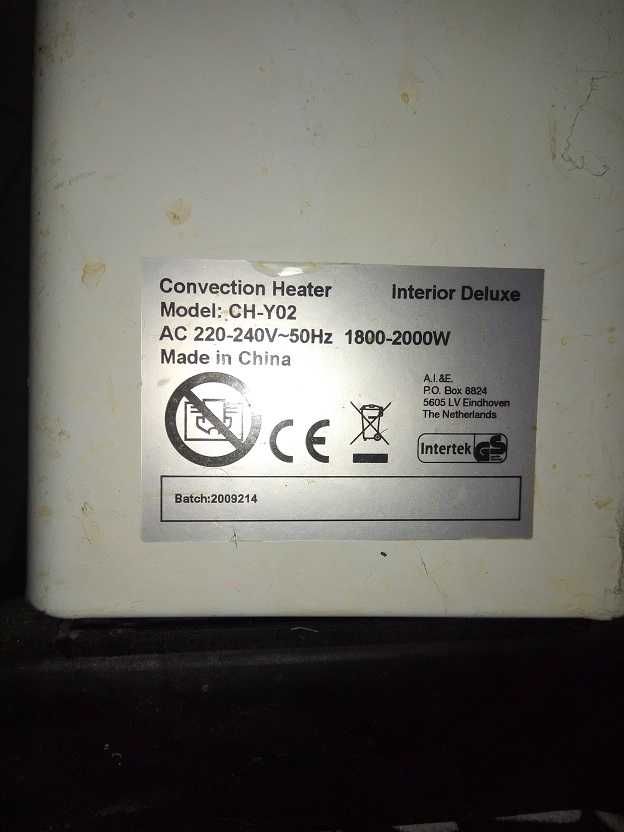 Convection Heater Interior Deluxe
Model: CH-Y02
AC 220-240V~50Hz 1800-2000W
Made in China
A.I.&E.
P.O. Box 8824
5605 LV Eindhoven
The Netherlands
CE
Intertek GS
Batch:2009214